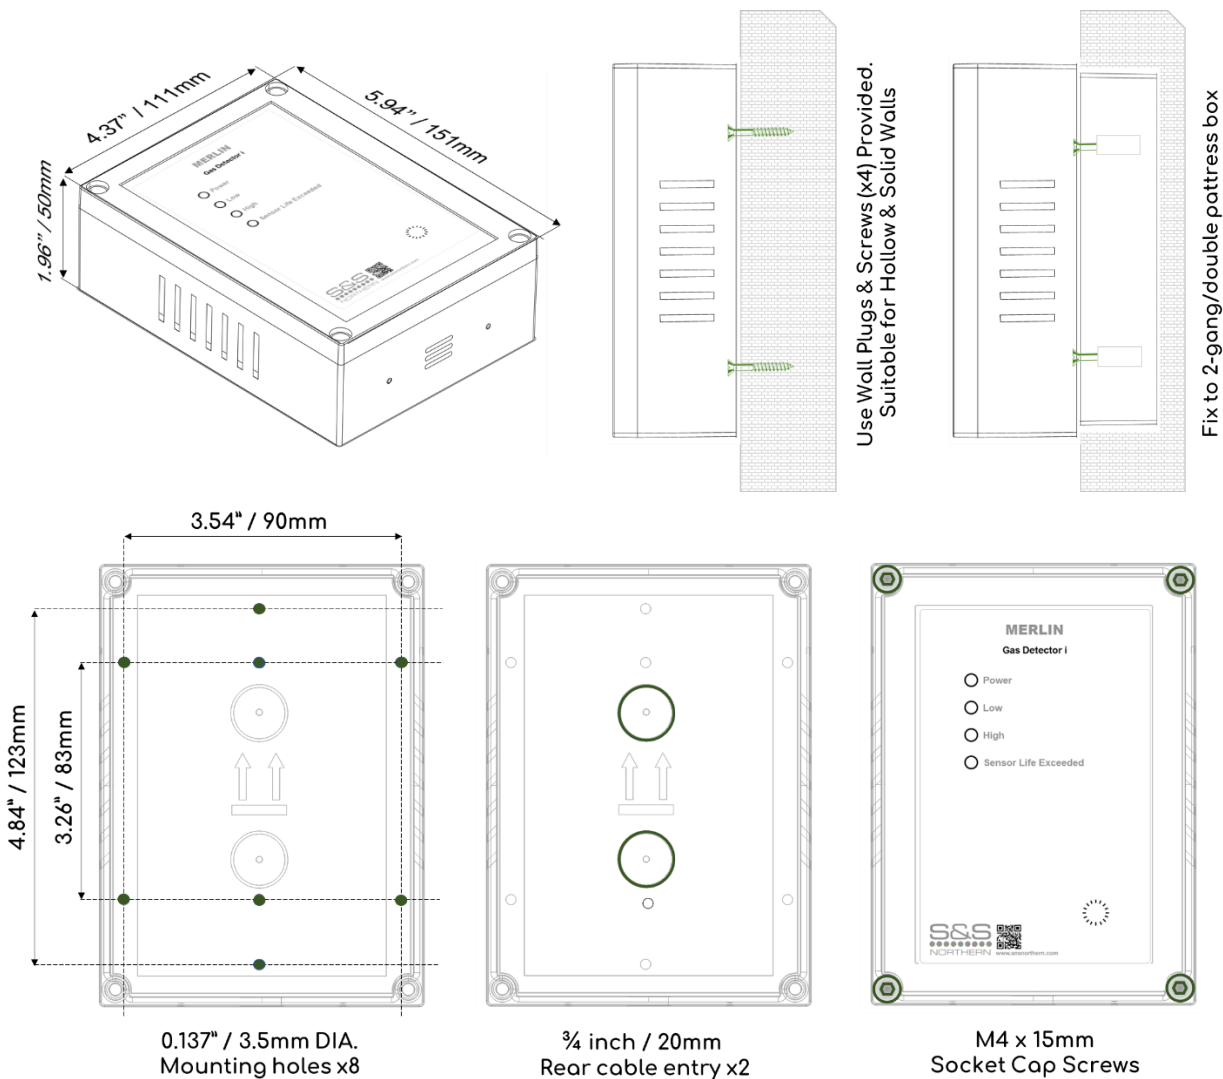 4.37" / 111mm
5.94" / 151mm
1.96" / 50mm
MERLIN
Gas Detector i
Power
Low
High
Sensor Life Exceeded
S&S
NORTHERN
Use Wall Plugs & Screws (x4) Provided.
Suitable for Hollow & Solid Walls
Fix to 2-gang/double pattress box
3.54" / 90mm
4.84" / 123mm
3.26" / 83mm
0.137" / 3.5mm DIA.
Mounting holes x8
¾ inch / 20mm
Rear cable entry x2
MERLIN
Gas Detector i
Power
Low
High
Sensor Life Exceeded
S&S
NORTHERN www.snsnorthern.com
M4 x 15mm
Socket Cap Screws